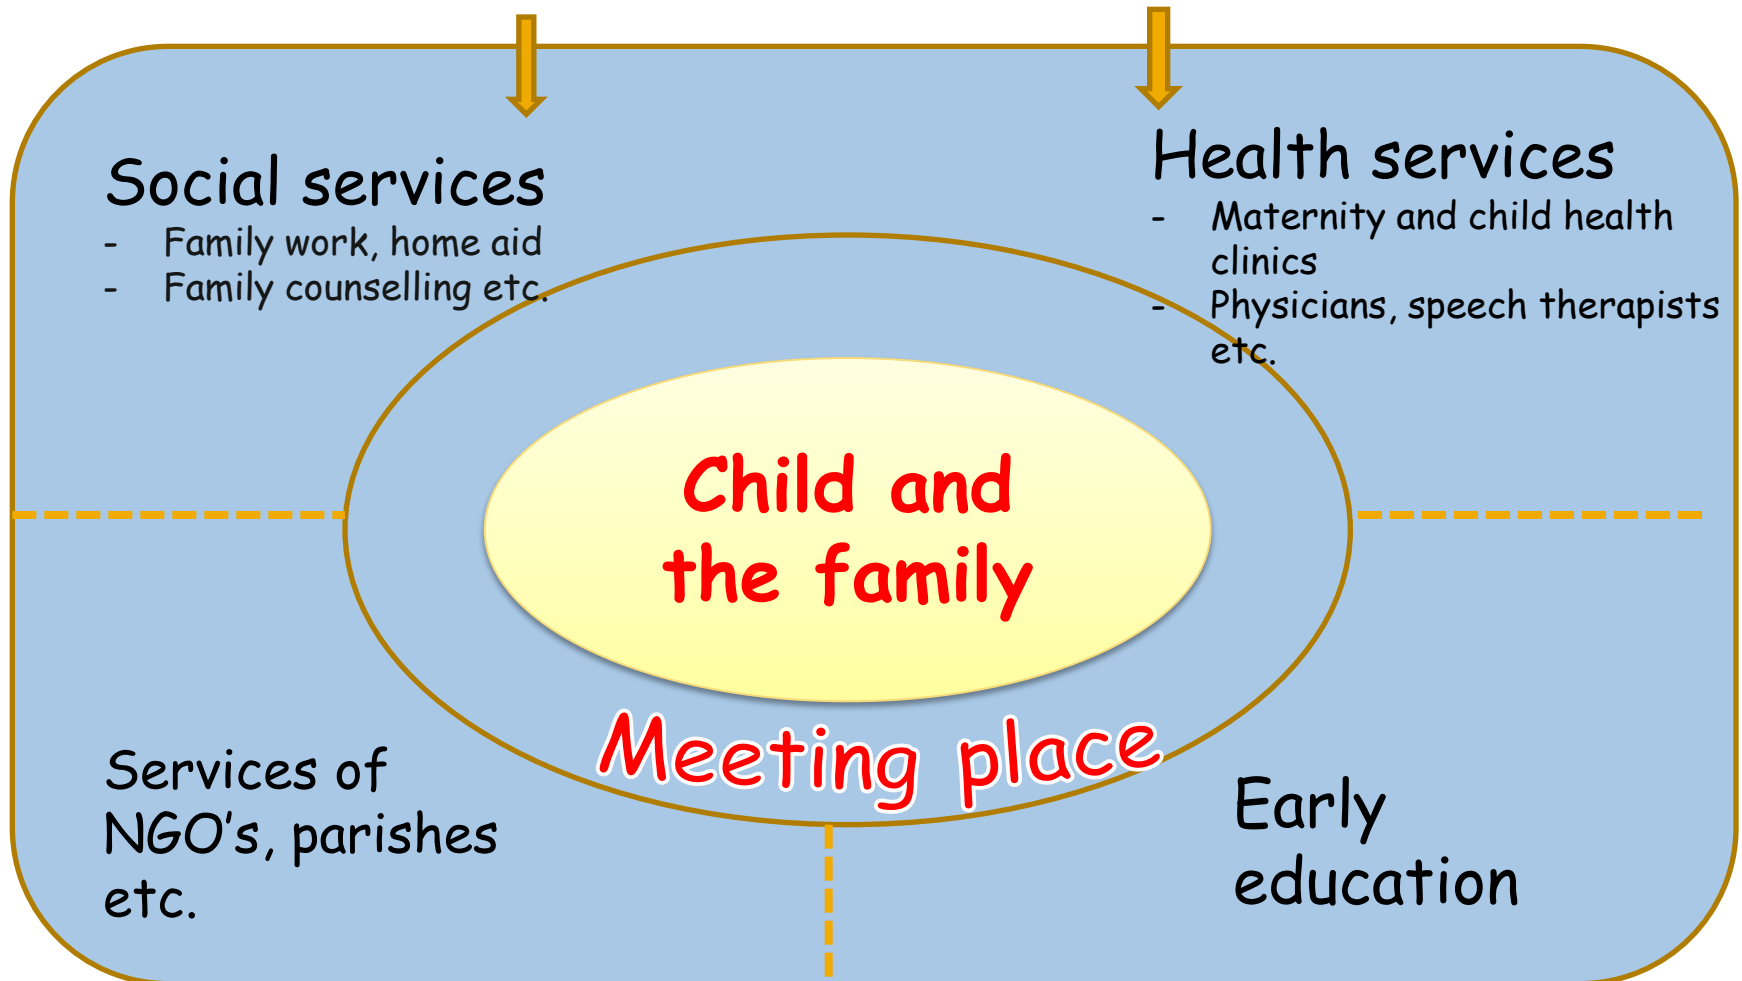 Social services
- Family work, home aid
- Family counselling etc.
Health services
- Maternity and child health
clinics
- Physicians, speech therapists
etc.
Child and
the family
Meeting place
Services of
NGO’s, parishes
etc.
Early
education